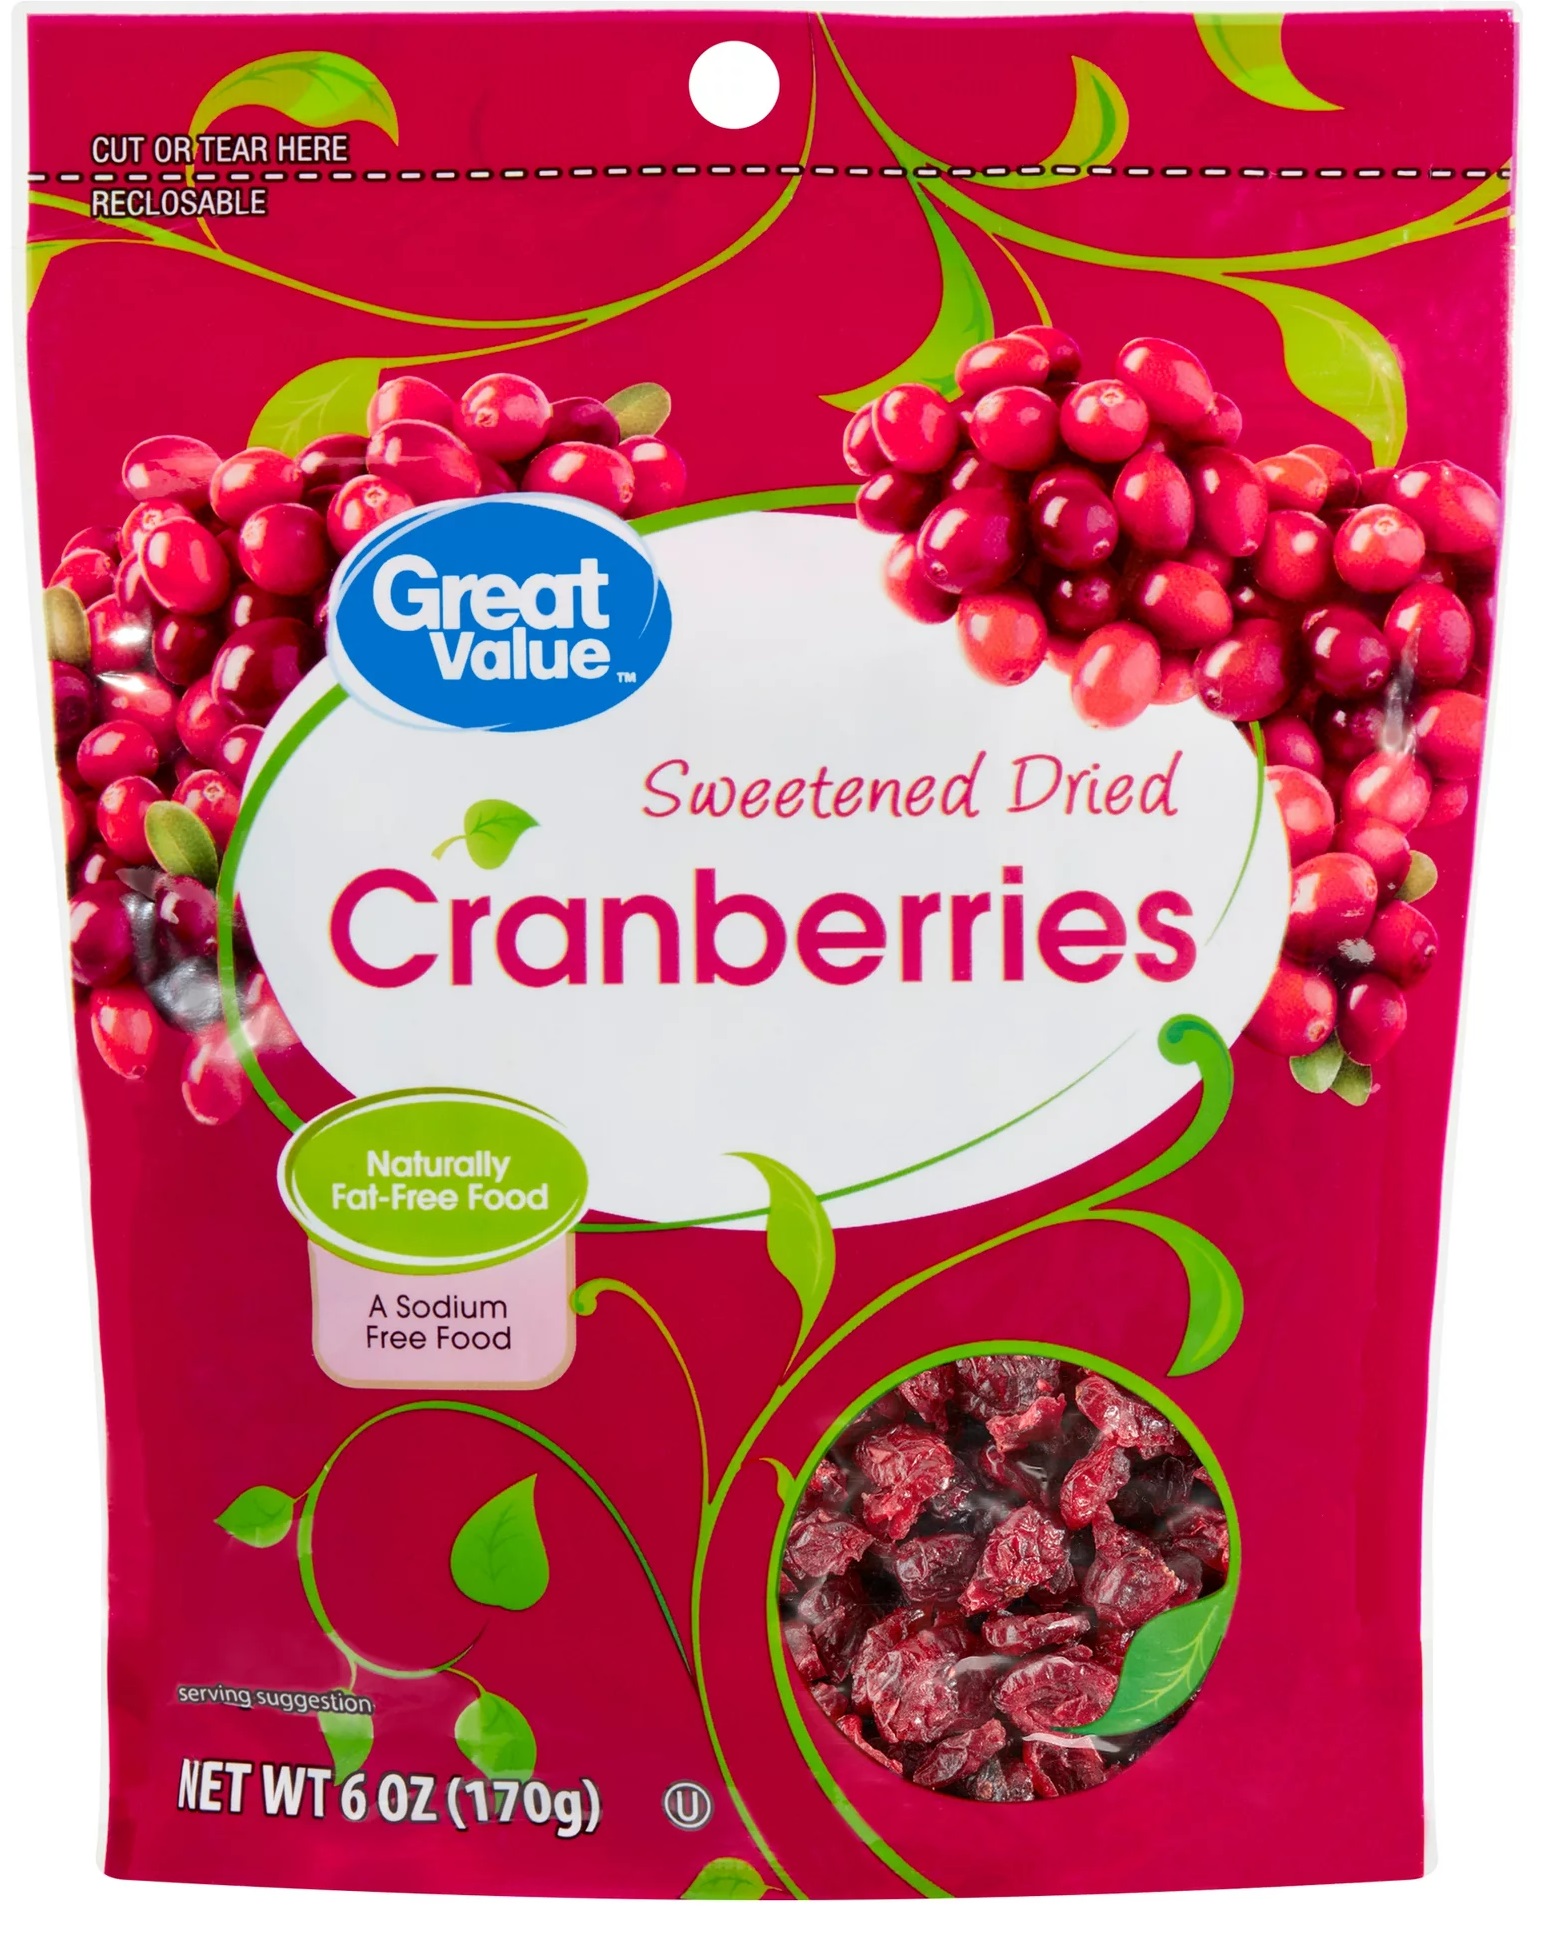 CUT OR TEAR HERE
RECLOSABLE
Great
Value™
Sweetened Dried
Cranberries
Naturally
Fat-Free Food
A Sodium
Free Food
serving suggestion
NET WT 6 OZ (170g)
U